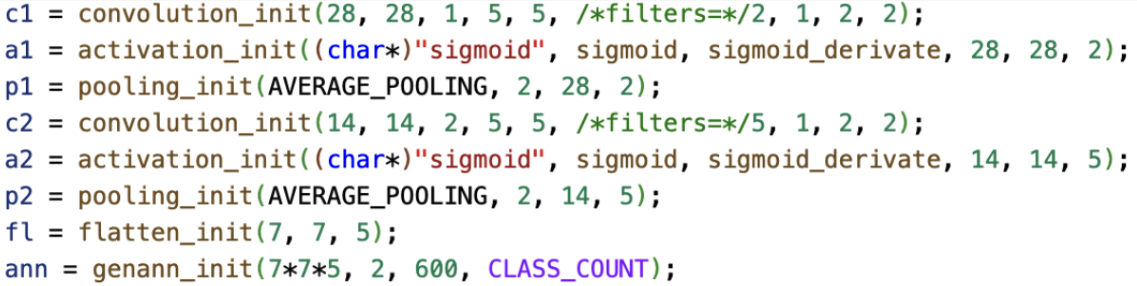 c1 = convolution_init(28, 28, 1, 5, 5, /*filters=*/2, 1, 2, 2);
a1 = activation_init((char*)"sigmoid", sigmoid, sigmoid_derivate, 28, 28, 2);
p1 = pooling_init(AVERAGE_POOLING, 2, 28, 2);
c2 = convolution_init(14, 14, 2, 5, 5, /*filters=*/5, 1, 2, 2);
a2 = activation_init((char*)"sigmoid", sigmoid, sigmoid_derivate, 14, 14, 5);
p2 = pooling_init(AVERAGE_POOLING, 2, 14, 5);
fl = flatten_init(7, 7, 5);
ann = genann_init(7*7*5, 2, 600, CLASS_COUNT);